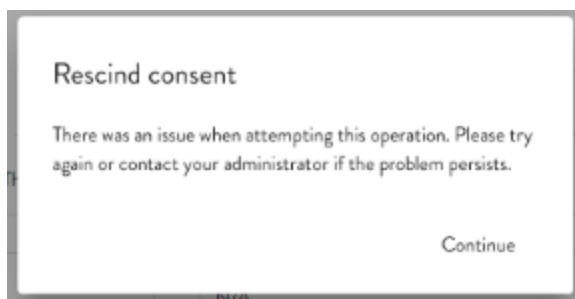 Rescind consent
There was an issue when attempting this operation. Please try
again or contact your administrator if the problem persists.
Continue